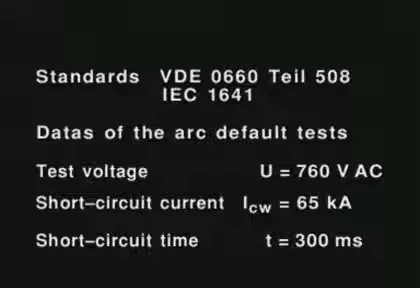 Standards VDE 0660 Teil 508
IEC 1641
Datas of the arc default tests
Test voltage U = 760 V AC
Short–circuit current Icw = 65 kA
Short–circuit time t = 300 ms